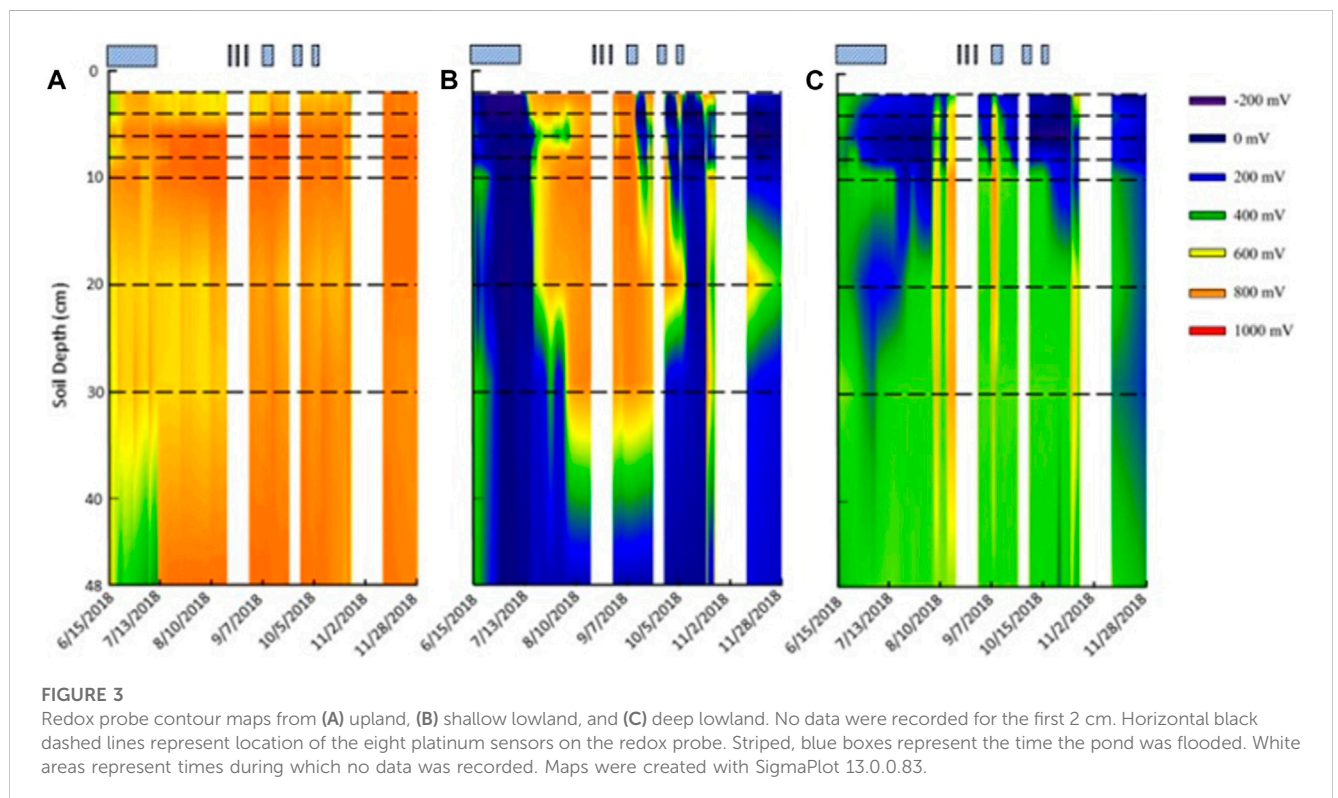 A
B
C
0
10
20
30
40
48
Soil Depth (cm)
6/15/2018
7/13/2018
8/10/2018
9/7/2018
10/5/2018
11/2/2018
11/28/2018
6/15/2018
7/13/2018
8/10/2018
9/7/2018
10/5/2018
11/2/2018
11/28/2018
6/15/2018
7/13/2018
8/10/2018
9/7/2018
10/15/2018
11/2/2018
11/28/2018
-200 mV
0 mV
200 mV
400 mV
600 mV
800 mV
1000 mV
FIGURE 3
Redox probe contour maps from (A) upland, (B) shallow lowland, and (C) deep lowland. No data were recorded for the first 2 cm. Horizontal black
dashed lines represent location of the eight platinum sensors on the redox probe. Striped, blue boxes represent the time the pond was flooded. White
areas represent times during which no data was recorded. Maps were created with SigmaPlot 13.0.0.83.